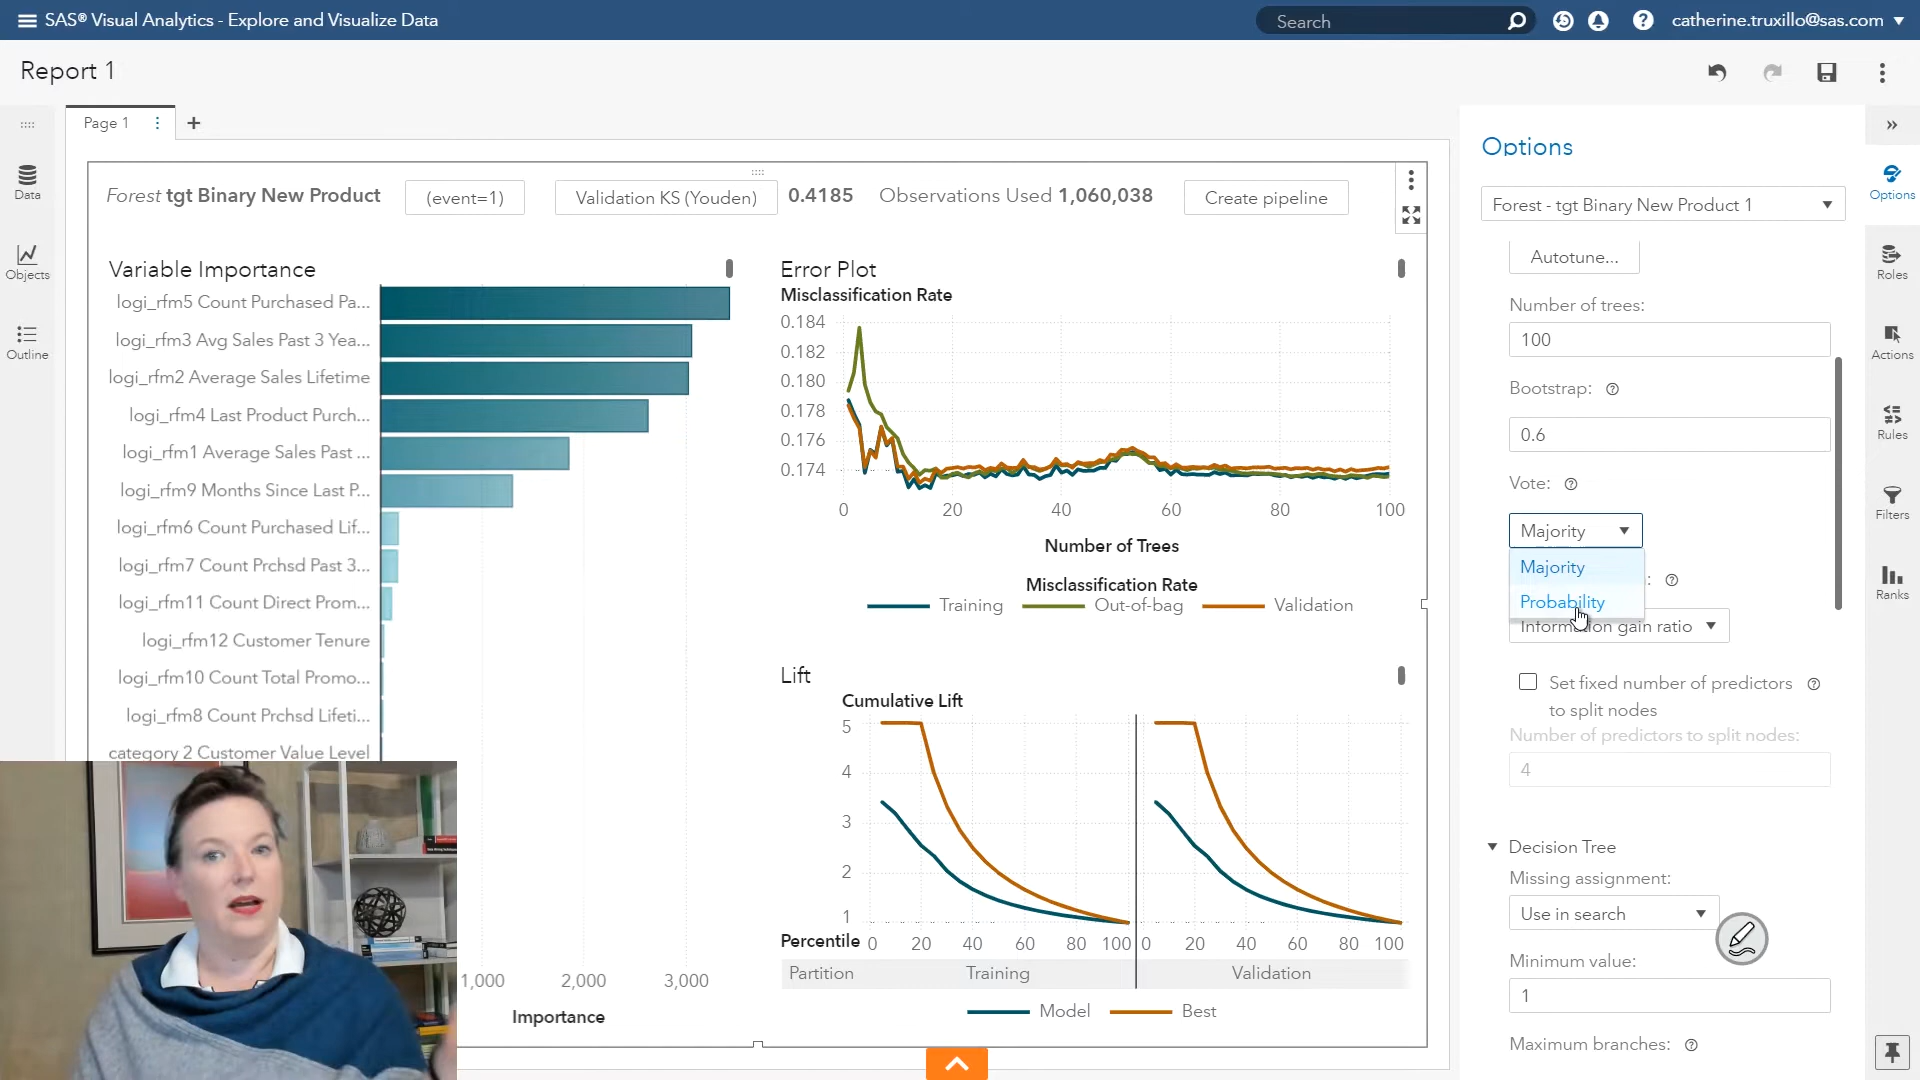 SAS® Visual Analytics - Explore and Visualize Data
Search
catherine.truxillo@sas.com
Report 1
Page 1
Data
Objects
Outline
Forest tgt Binary New Product
(event=1)
Validation KS (Youden)
0.4185
Observations Used 1,060,038
Create pipeline
Variable Importance
logi_rfm5 Count Purchased Pa...
logi_rfm3 Avg Sales Past 3 Yea...
logi_rfm2 Average Sales Lifetime
logi_rfm4 Last Product Purch...
logi_rfm1 Average Sales Past ...
logi_rfm9 Months Since Last P...
logi_rfm6 Count Purchased Lif...
logi_rfm7 Count Prchsd Past 3...
logi_rfm11 Count Direct Prom...
logi_rfm12 Customer Tenure
logi_rfm10 Count Total Promo...
logi_rfm8 Count Prchsd Lifeti...
category 2 Customer Value Level
1,000 2,000 3,000
Importance
Error Plot
Misclassification Rate
0.184
0.182
0.180
0.178
0.176
0.174
0 20 40 60 80 100
Number of Trees
Misclassification Rate
Training Out-of-bag Validation
Lift
Cumulative Lift
5
4
3
2
1
Percentile 0 20 40 60 80 100 0 20 40 60 80 100
Partition Training Validation
Model Best
Options
Forest - tgt Binary New Product 1
Autotune...
Number of trees:
100
Bootstrap:
0.6
Vote:
Majority
Majority
Probability
Information gain ratio
Set fixed number of predictors
to split nodes
Number of predictors to split nodes:
4
Decision Tree
Missing assignment:
Use in search
Minimum value:
1
Maximum branches:
Options
Roles
Actions
Rules
Filters
Ranks